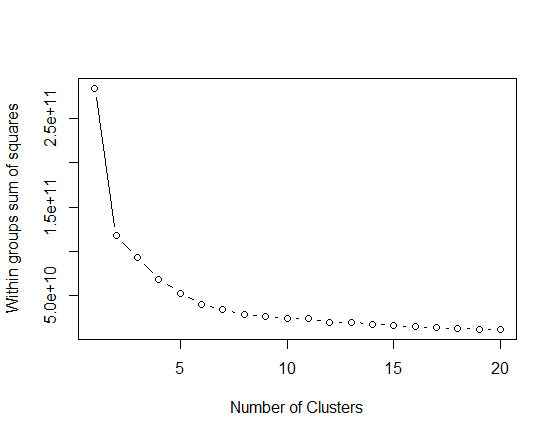 Within groups sum of squares
2.5e+11
1.5e+11
5.0e+10
5 10 15 20
Number of Clusters